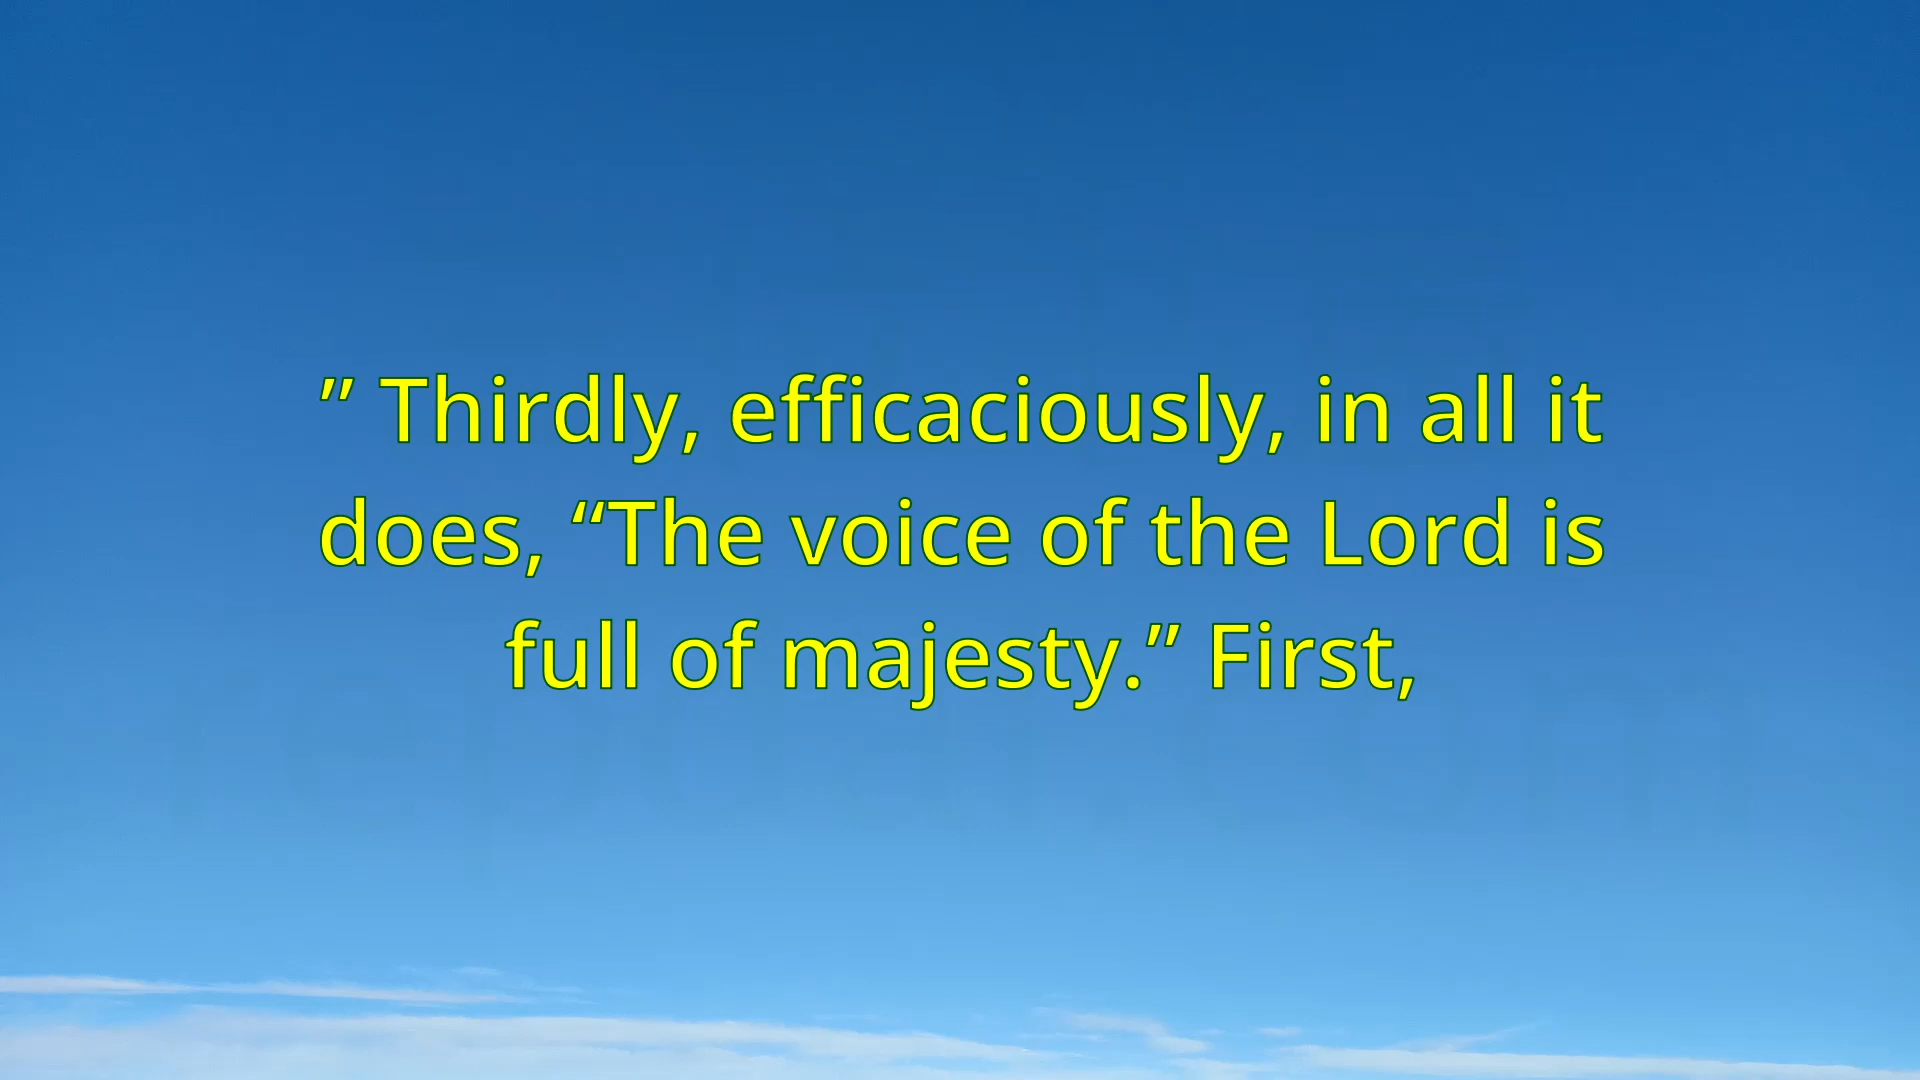 ” Thirdly, efficaciously, in all it
does, “The voice of the Lord is
full of majesty.” First,